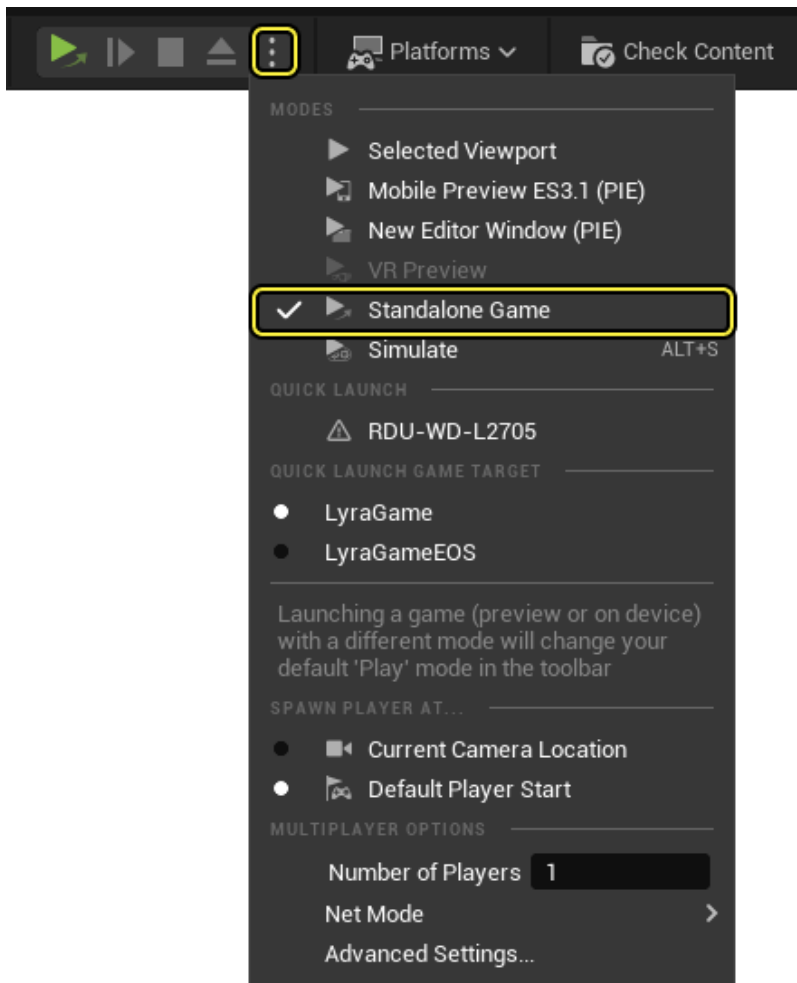 Platforms
Check Content
MODES
Selected Viewport
Mobile Preview ES3.1 (PIE)
New Editor Window (PIE)
VR Preview
Standalone Game
Simulate ALT+S
QUICK LAUNCH
RDU-WD-L2705
QUICK LAUNCH GAME TARGET
LyraGame
LyraGameEOS
Launching a game (preview or on device)
with a different mode will change your
default 'Play' mode in the toolbar
SPAWN PLAYER AT...
Current Camera Location
Default Player Start
MULTIPLAYER OPTIONS
Number of Players 1
Net Mode
Advanced Settings...